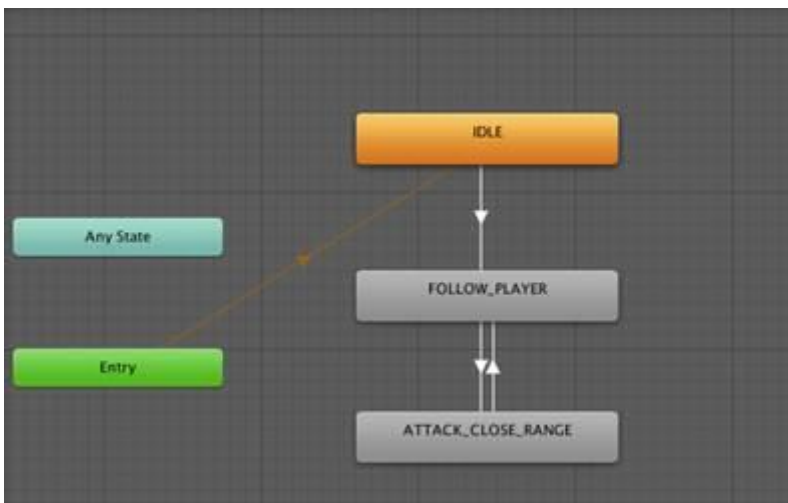 IDLE
Any State
FOLLOW_PLAYER
Entry
ATTACK_CLOSE_RANGE